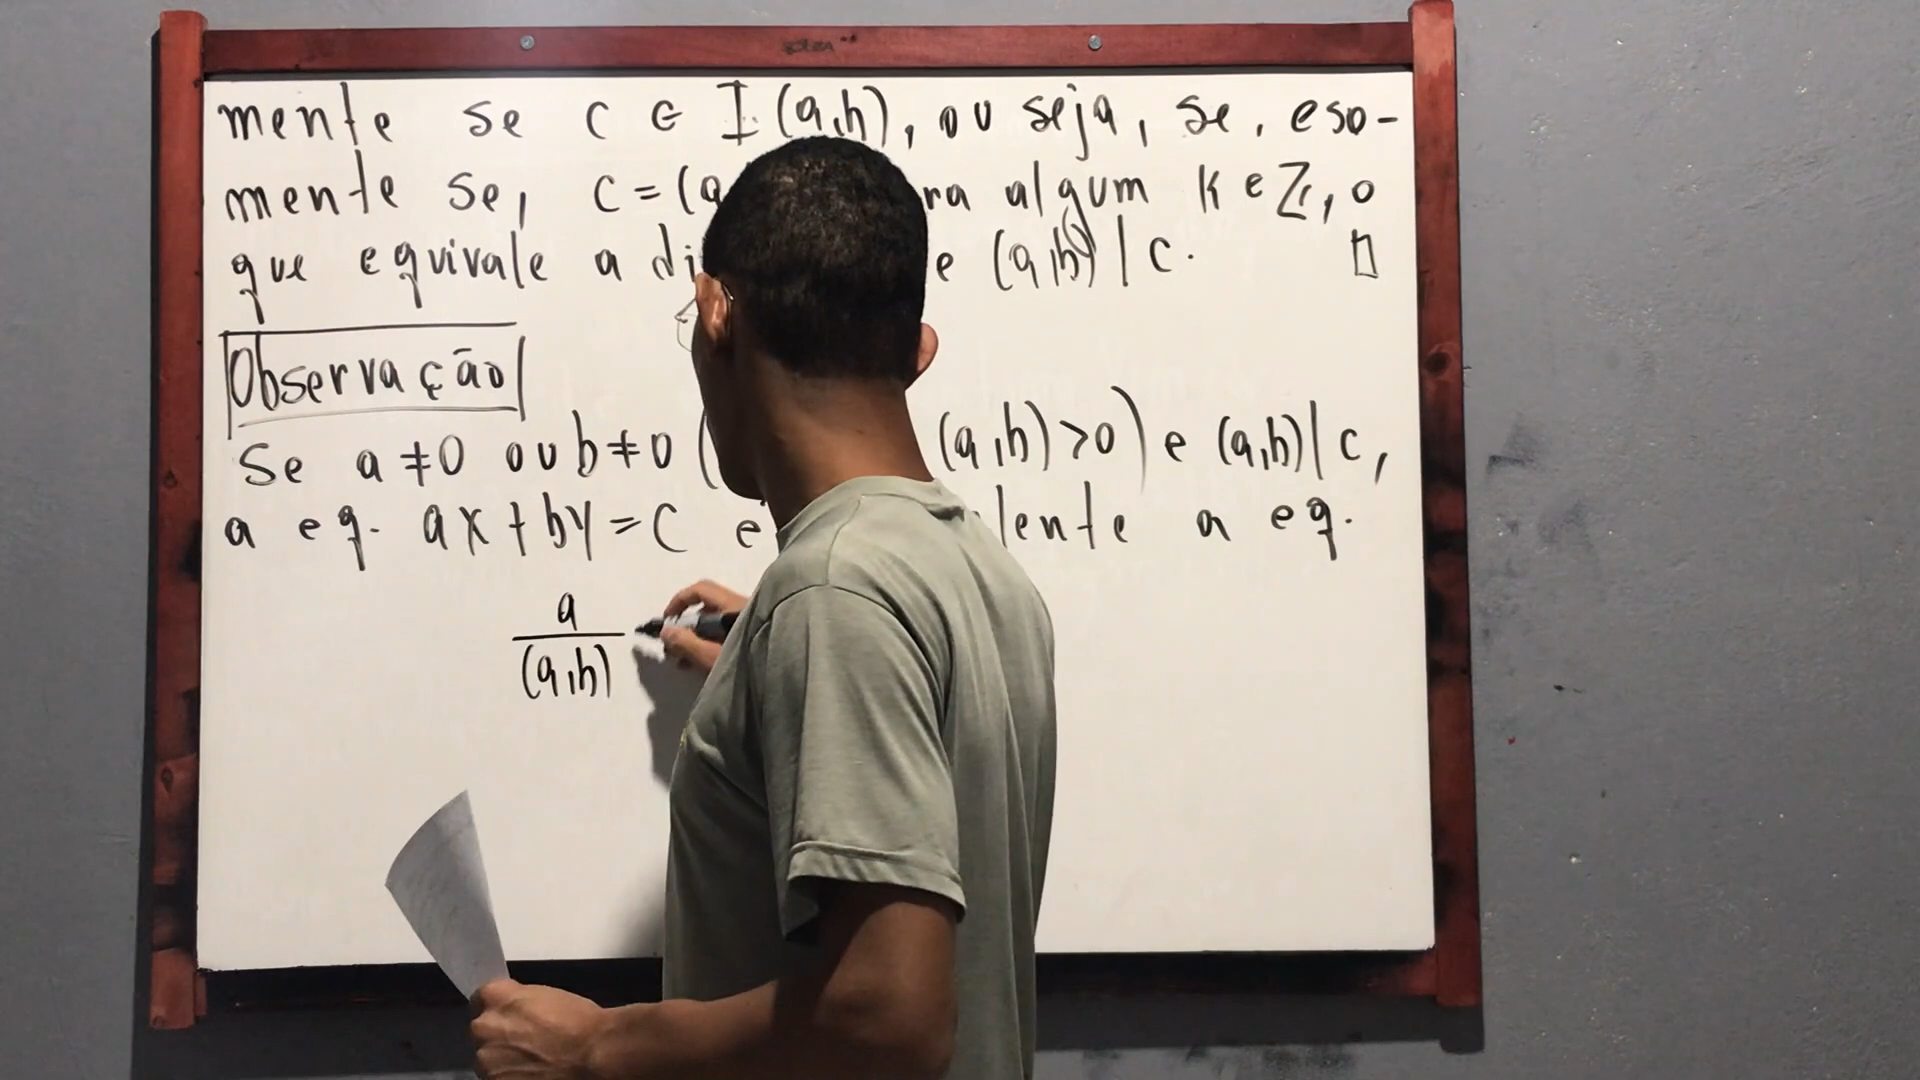 mente se c ∈ I (a,b), ou seja, se, e so-
mente se, c = (a ra algum K ∈ Z, o
que equivale a di e (a,b) | c. □
Observação
Se a ≠ 0 ou b ≠ 0 ( (a,b) > 0) e (a,b) | c,
a eq. ax + by = c e lente a eq.
a
(a,b)